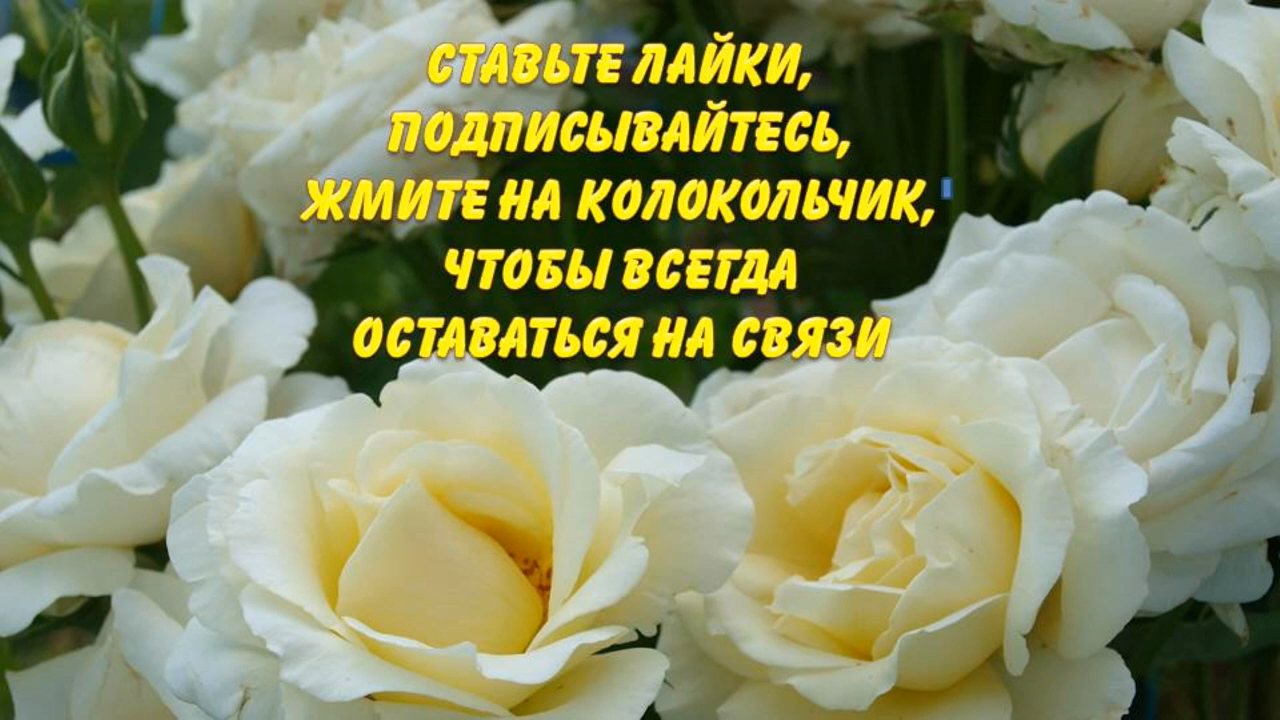 СТАВЬТЕ ЛАЙКИ,
ПОДПИСЫВАЙТЕСЬ,
ЖМИТЕ НА КОЛОКОЛЬЧИК,
ЧТОБЫ ВСЕГДА
ОСТАВАТЬСЯ НА СВЯЗИ